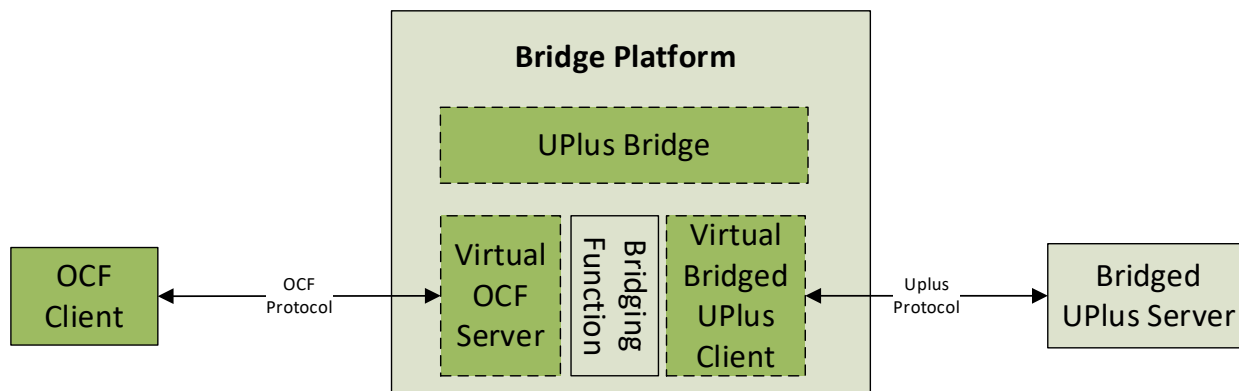 Bridge Platform
UPlus Bridge
OCF
Client
OCF
Protocol
Virtual
OCF
Server
Bridging
Function
Virtual
Bridged
UPlus
Client
Uplus
Protocol
Bridged
UPlus Server